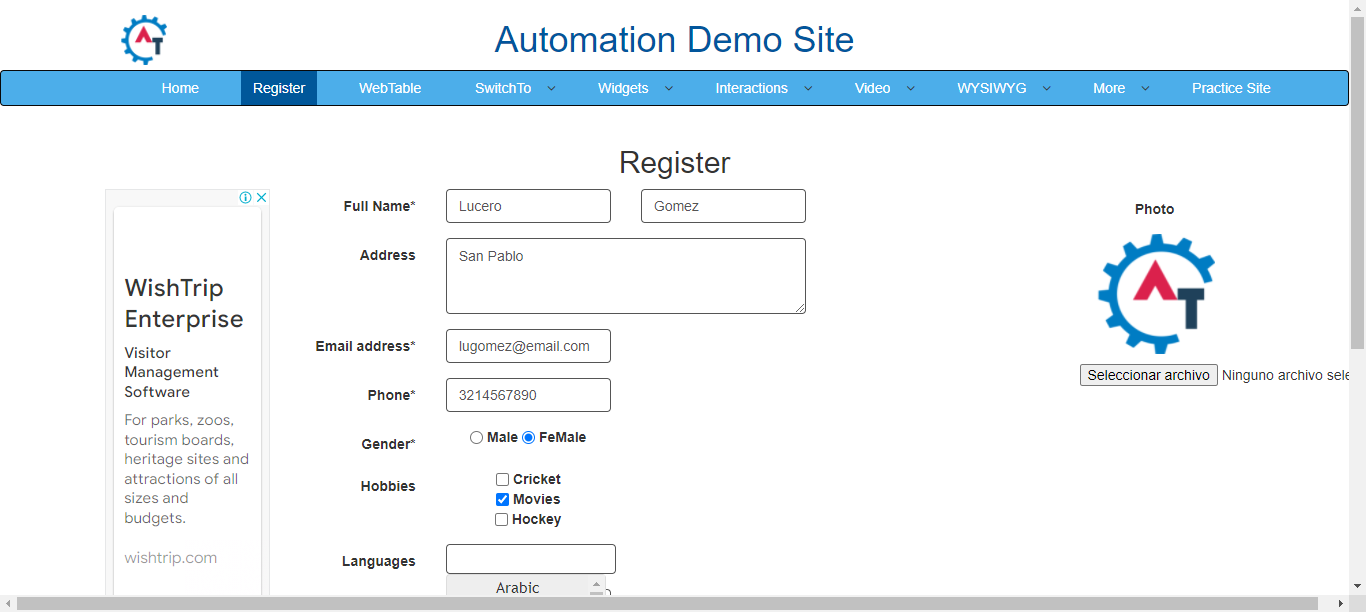 AT
Automation Demo Site
Home Register WebTable SwitchTo Widgets Interactions Video WYSIWYG More Practice Site
Register
WishTrip
Enterprise
Visitor
Management
Software
For parks, zoos,
tourism boards,
heritage sites and
attractions of all
sizes and
budgets.
wishtrip.com
Full Name* Lucero Gomez
Address San Pablo
Email address* lugomez@email.com
Phone* 3214567890
Gender* Male FeMale
Hobbies Cricket
Movies
Hockey
Languages
Arabic
Photo
AT
Seleccionar archivo Ninguno archivo sele